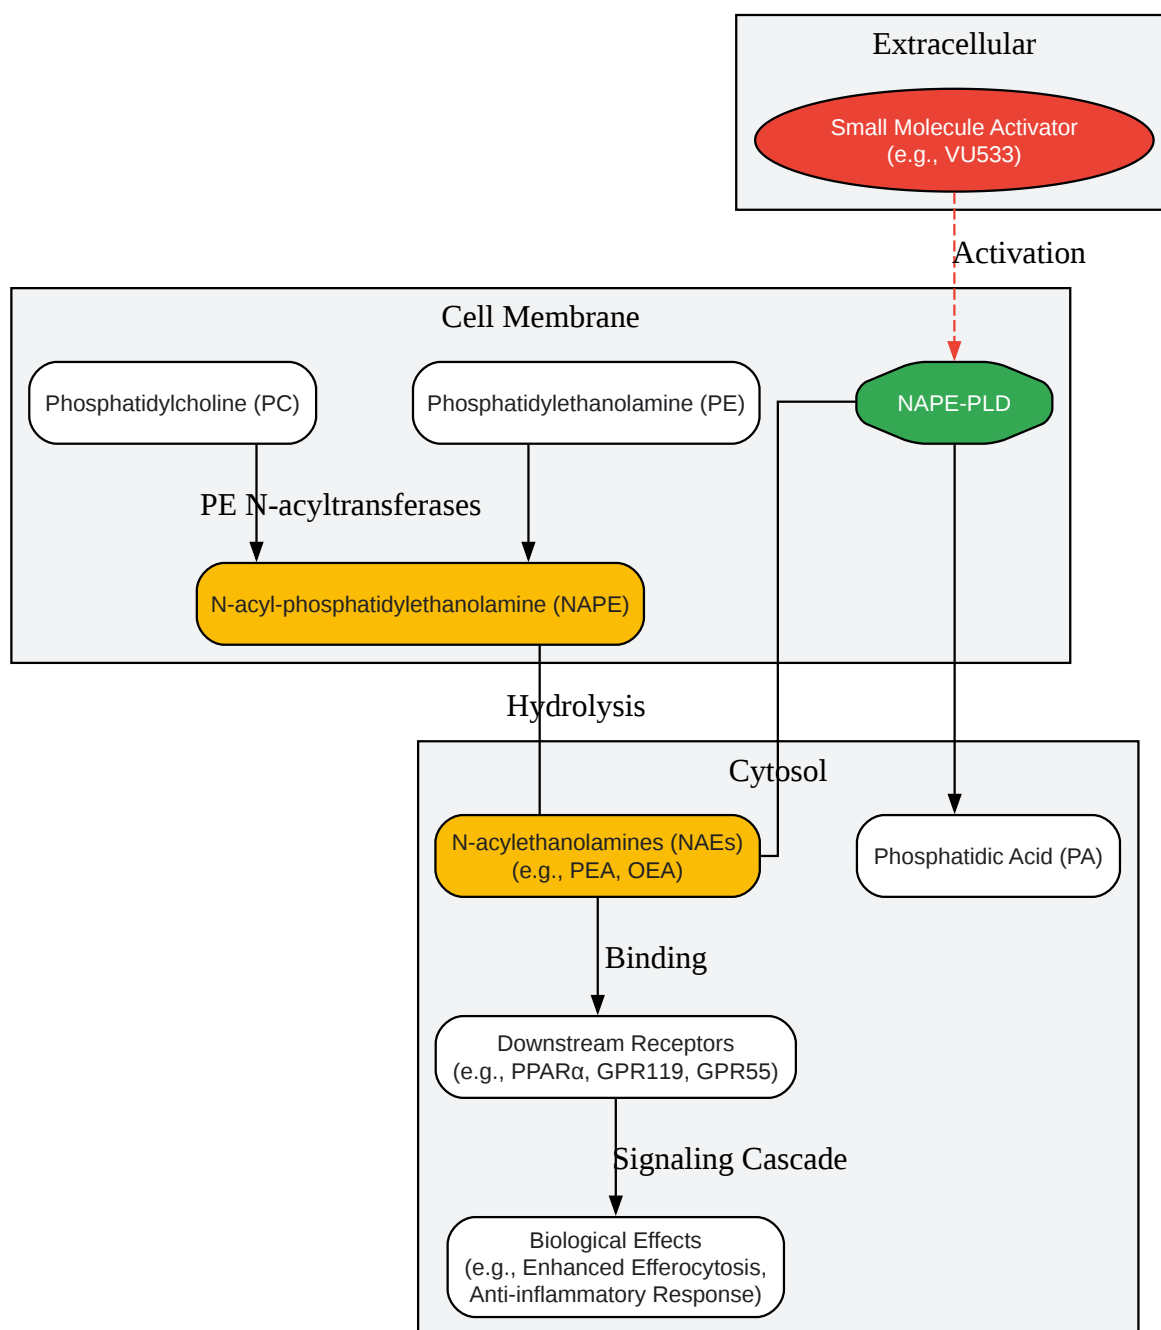 Extracellular
Small Molecule Activator
(e.g., VU533)
Activation
Cell Membrane
Phosphatidylcholine (PC)
Phosphatidylethanolamine (PE)
NAPE-PLD
PE N-acyltransferases
N-acyl-phosphatidylethanolamine (NAPE)
Hydrolysis
Cytosol
N-acylethanolamines (NAEs)
(e.g., PEA, OEA)
Phosphatidic Acid (PA)
Binding
Downstream Receptors
(e.g., PPARα, GPR119, GPR55)
Signaling Cascade
Biological Effects
(e.g., Enhanced Efferocytosis,
Anti-inflammatory Response)